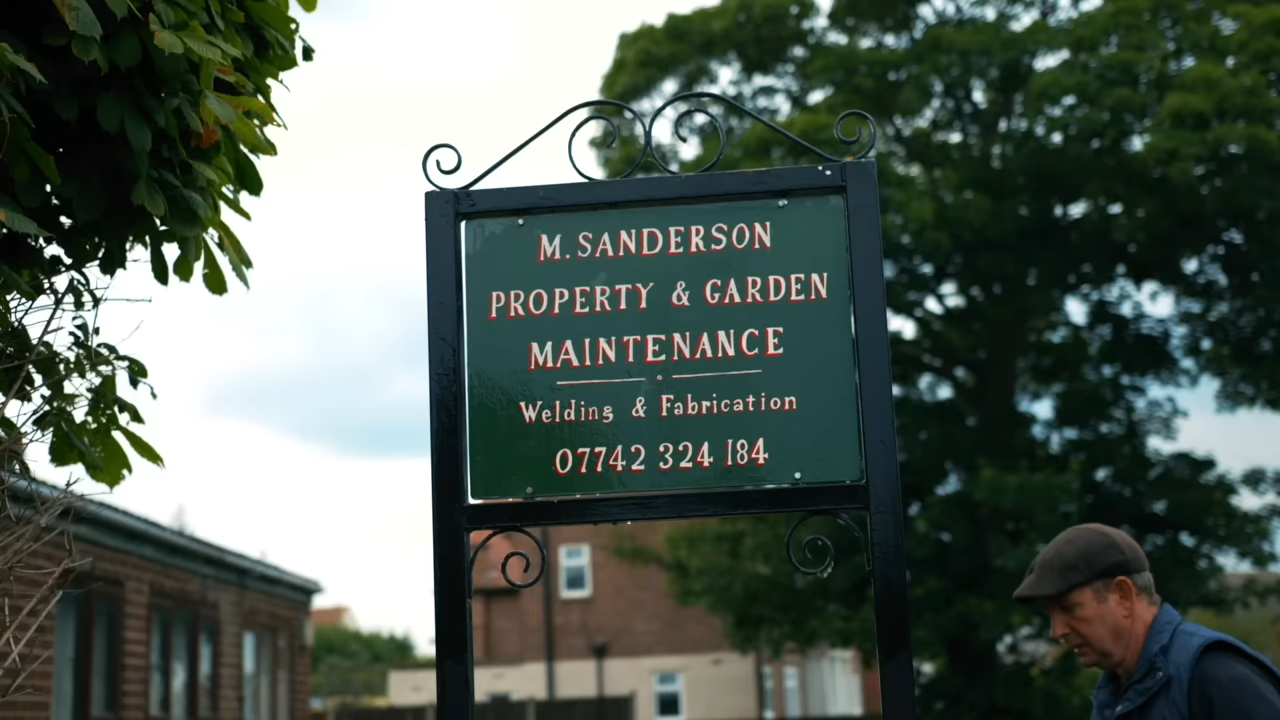 M. SANDERSON
PROPERTY & GARDEN
MAINTENANCE
Welding & Fabrication
07742 324 184